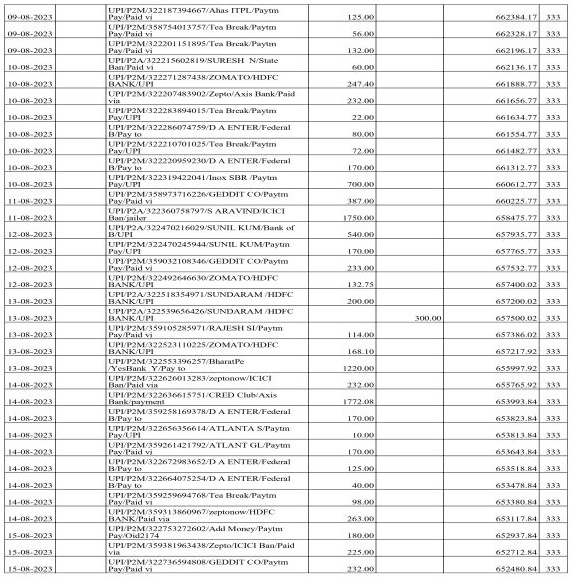 UPI/P2M/322187394667/Ahas ITPL/Paytm
09-08-2023 Pay/Paid vi 125.00 662384.17 333
UPI/P2M/358754013757/Tea Break/Paytm
09-08-2023 Pay/Paid vi 56.00 662328.17 333
UPI/P2M/322201151895/Tea Break/Paytm
09-08-2023 Pay/Paid vi 132.00 662196.17 333
UPI/P2A/322215602819/SURESH N/State
10-08-2023 Ban/Paid vi 60.00 662136.17 333
UPI/P2M/322271287438/ZOMATO/HDFC
10-08-2023 BANK/UPI 247.40 661888.77 333
UPI/P2M/322207483902/Zepto/Axis Bank/Paid
10-08-2023 via 232.00 661656.77 333
UPI/P2M/322283894015/Tea Break/Paytm
10-08-2023 Pay/UPI 22.00 661634.77 333
UPI/P2M/322286074759/D A ENTER/Federal
10-08-2023 B/Pay to 80.00 661554.77 333
UPI/P2M/322210701025/Tea Break/Paytm
10-08-2023 Pay/UPI 72.00 661482.77 333
UPI/P2M/322220959230/D A ENTER/Federal
10-08-2023 B/Pay to 170.00 661312.77 333
UPI/P2M/322319422041/Inox SBR /Paytm
10-08-2023 Pay/UPI 700.00 660612.77 333
UPI/P2M/358973716226/GEDDIT CO/Paytm
11-08-2023 Pay/Paid vi 387.00 660225.77 333
UPI/P2A/322360758797/S ARAVIND/ICICI
11-08-2023 Ban/jailer 1750.00 658475.77 333
UPI/P2A/322470216029/SUNIL KUM/Bank of
12-08-2023 B/UPI 540.00 657935.77 333
UPI/P2M/322470245944/SUNIL KUM/Paytm
12-08-2023 Pay/UPI 170.00 657765.77 333
UPI/P2M/359032108346/GEDDIT CO/Paytm
12-08-2023 Pay/Paid vi 233.00 657532.77 333
UPI/P2M/322492646630/ZOMATO/HDFC
12-08-2023 BANK/UPI 132.75 657400.02 333
UPI/P2A/322518354971/SUNDARAM /HDFC
13-08-2023 BANK/UPI 200.00 657200.02 333
UPI/P2A/322539656426/SUNDARAM /HDFC
13-08-2023 BANK/UPI 300.00 657500.02 333
UPI/P2M/359105285971/RAJESH SI/Paytm
13-08-2023 Pay/Paid vi 114.00 657386.02 333
UPI/P2M/322523110225/ZOMATO/HDFC
13-08-2023 BANK/UPI 168.10 657217.92 333
UPI/P2M/322553396257/BharatPe
13-08-2023 /YesBank_Y/Pay to 1220.00 655997.92 333
UPI/P2M/322626013283/zeptonow/ICICI
14-08-2023 Ban/Paid via 232.00 655765.92 333
UPI/P2M/322636615751/CRED Club/Axis
14-08-2023 Bank/payment 1772.08 653993.84 333
UPI/P2M/359258169378/D A ENTER/Federal
14-08-2023 B/Pay to 170.00 653823.84 333
UPI/P2M/322656356614/ATLANTA S/Paytm
14-08-2023 Pay/UPI 10.00 653813.84 333
UPI/P2M/359261421792/ATLANT GL/Paytm
14-08-2023 Pay/Paid vi 170.00 653643.84 333
UPI/P2M/322672983652/D A ENTER/Federal
14-08-2023 B/Pay to 125.00 653518.84 333
UPI/P2M/322664075254/D A ENTER/Federal
14-08-2023 B/Pay to 40.00 653478.84 333
UPI/P2M/359259694768/Tea Break/Paytm
14-08-2023 Pay/Paid vi 98.00 653380.84 333
UPI/P2M/359313860967/zeptonow/HDFC
14-08-2023 BANK/Paid via 263.00 653117.84 333
UPI/P2M/322753272602/Add Money/Paytm
15-08-2023 Pay/Oid2174 180.00 652937.84 333
UPI/P2M/359381963438/Zepto/ICICI Ban/Paid
15-08-2023 via 225.00 652712.84 333
UPI/P2M/322736594808/GEDDIT CO/Paytm
15-08-2023 Pay/Paid vi 232.00 652480.84 333